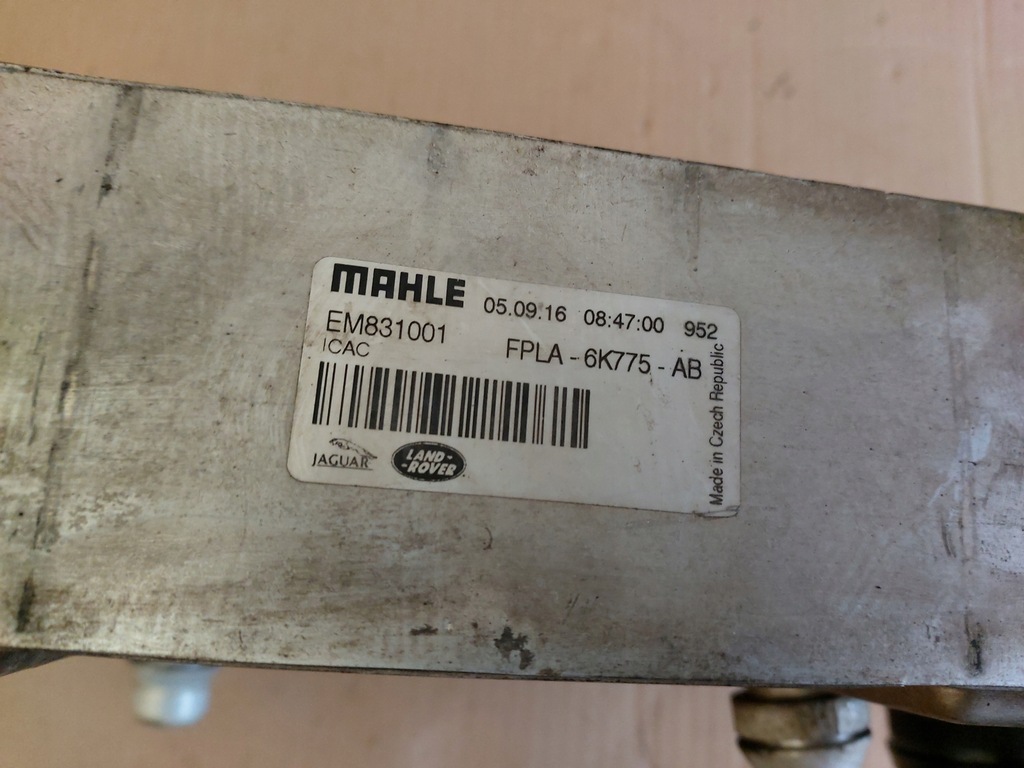 MAHLE 05.09.16 08:47:00 952
EM831001
ICAC FPLA - 6K775 - AB
JAGUAR LAND-ROVER
Made in Czech Republic